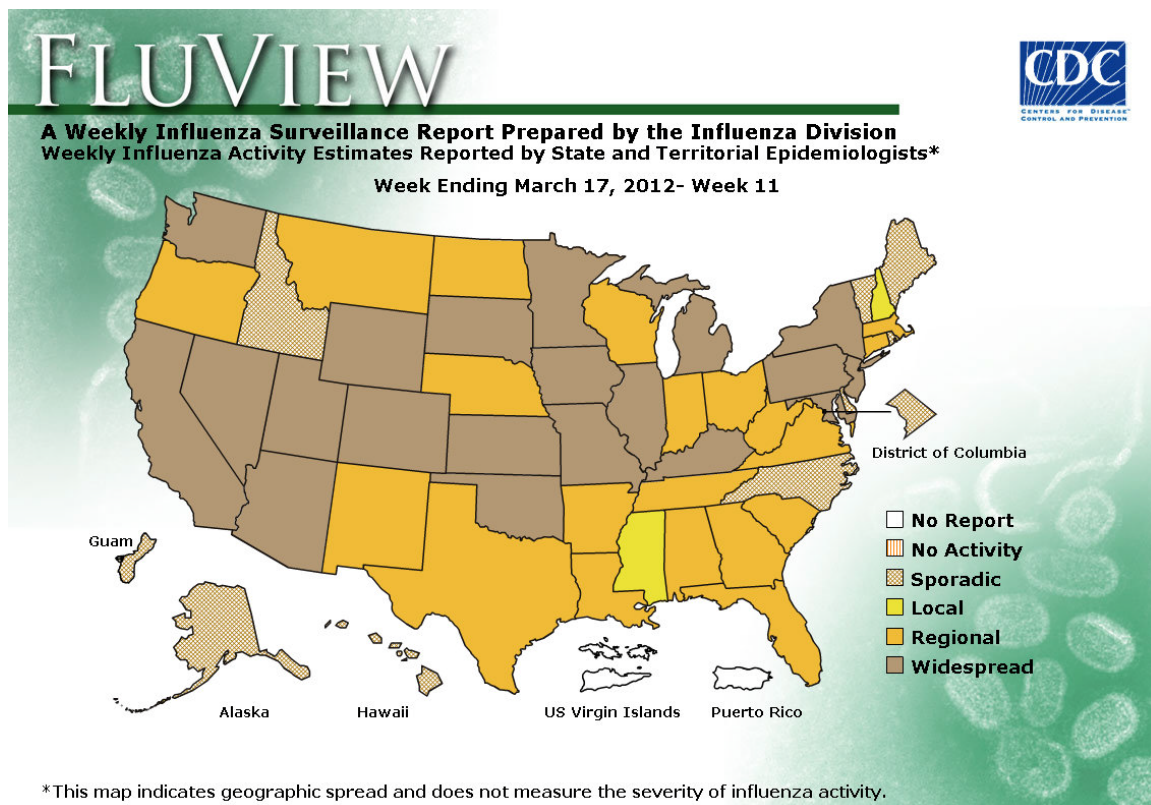 FLUVIEW
CDC
CENTERS FOR DISEASE™
CONTROL AND PREVENTION
A Weekly Influenza Surveillance Report Prepared by the Influenza Division
Weekly Influenza Activity Estimates Reported by State and Territorial Epidemiologists*
Week Ending March 17, 2012- Week 11
District of Columbia
Guam
Alaska
Hawaii
US Virgin Islands
Puerto Rico
No Report
No Activity
Sporadic
Local
Regional
Widespread
*This map indicates geographic spread and does not measure the severity of influenza activity.